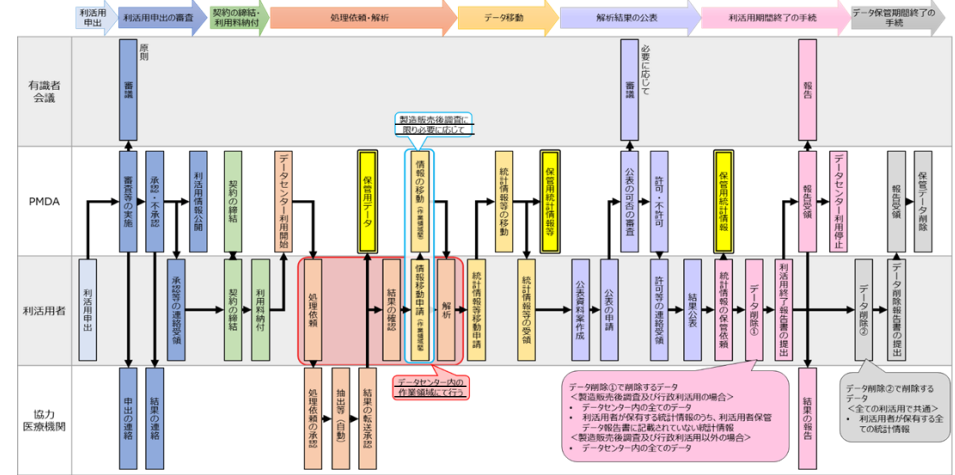 利活用
申出
利活用申出の審査
契約の締結・
利用料納付
処理依頼・解析
データ移動
解析結果の公表
利活用期間終了の手続
データ保管期間終了の
手続
有識者
会議
審議
原則
審議
必要に応じて
報告
製造販売後調査に
限り必要に応じて
PMDA
審査等の実施
承認・不承認
利活用情報公開
契約の締結
データセンター利用開始
保管用データ
情報の移動(作業領域間)
統計情報等の移動
保管用統計情報等
公表の可否の審査
許可・不許可
保管用統計情報
報告受領
データセンター利用停止
報告受領
保管データ削除
利活用者
利活用申出
承認等の連絡受領
契約の締結
利用料納付
処理依頼
結果の確認
情報移動申請(作業領域間)
解析
統計情報等移動申請
統計情報等の受領
公表資料案作成
公表の申請
許可等の連絡受領
結果公表
統計情報の保管依頼
データ削除①
利活用終了報告書の提出
データ削除②
データ削除報告書の提出
データセンター内の
作業領域にて行う
協力
医療機関
申出の連絡
結果の連絡
処理依頼の承認
抽出等(自動)
結果の転送承認
結果の報告
データ削除①で削除するデータ
<製造販売後調査及び行政利用の場合>
• データセンター内の全てのデータ
• 利活用者が保有する統計情報のうち、利活用者保管
データ報告書に記載されていない統計情報
<製造販売後調査及び行政利用以外の場合>
• データセンター内の全てのデータ
データ削除②で削除する
データ
<全ての利活用で共通>
• 利活用者が保有する全
ての統計情報